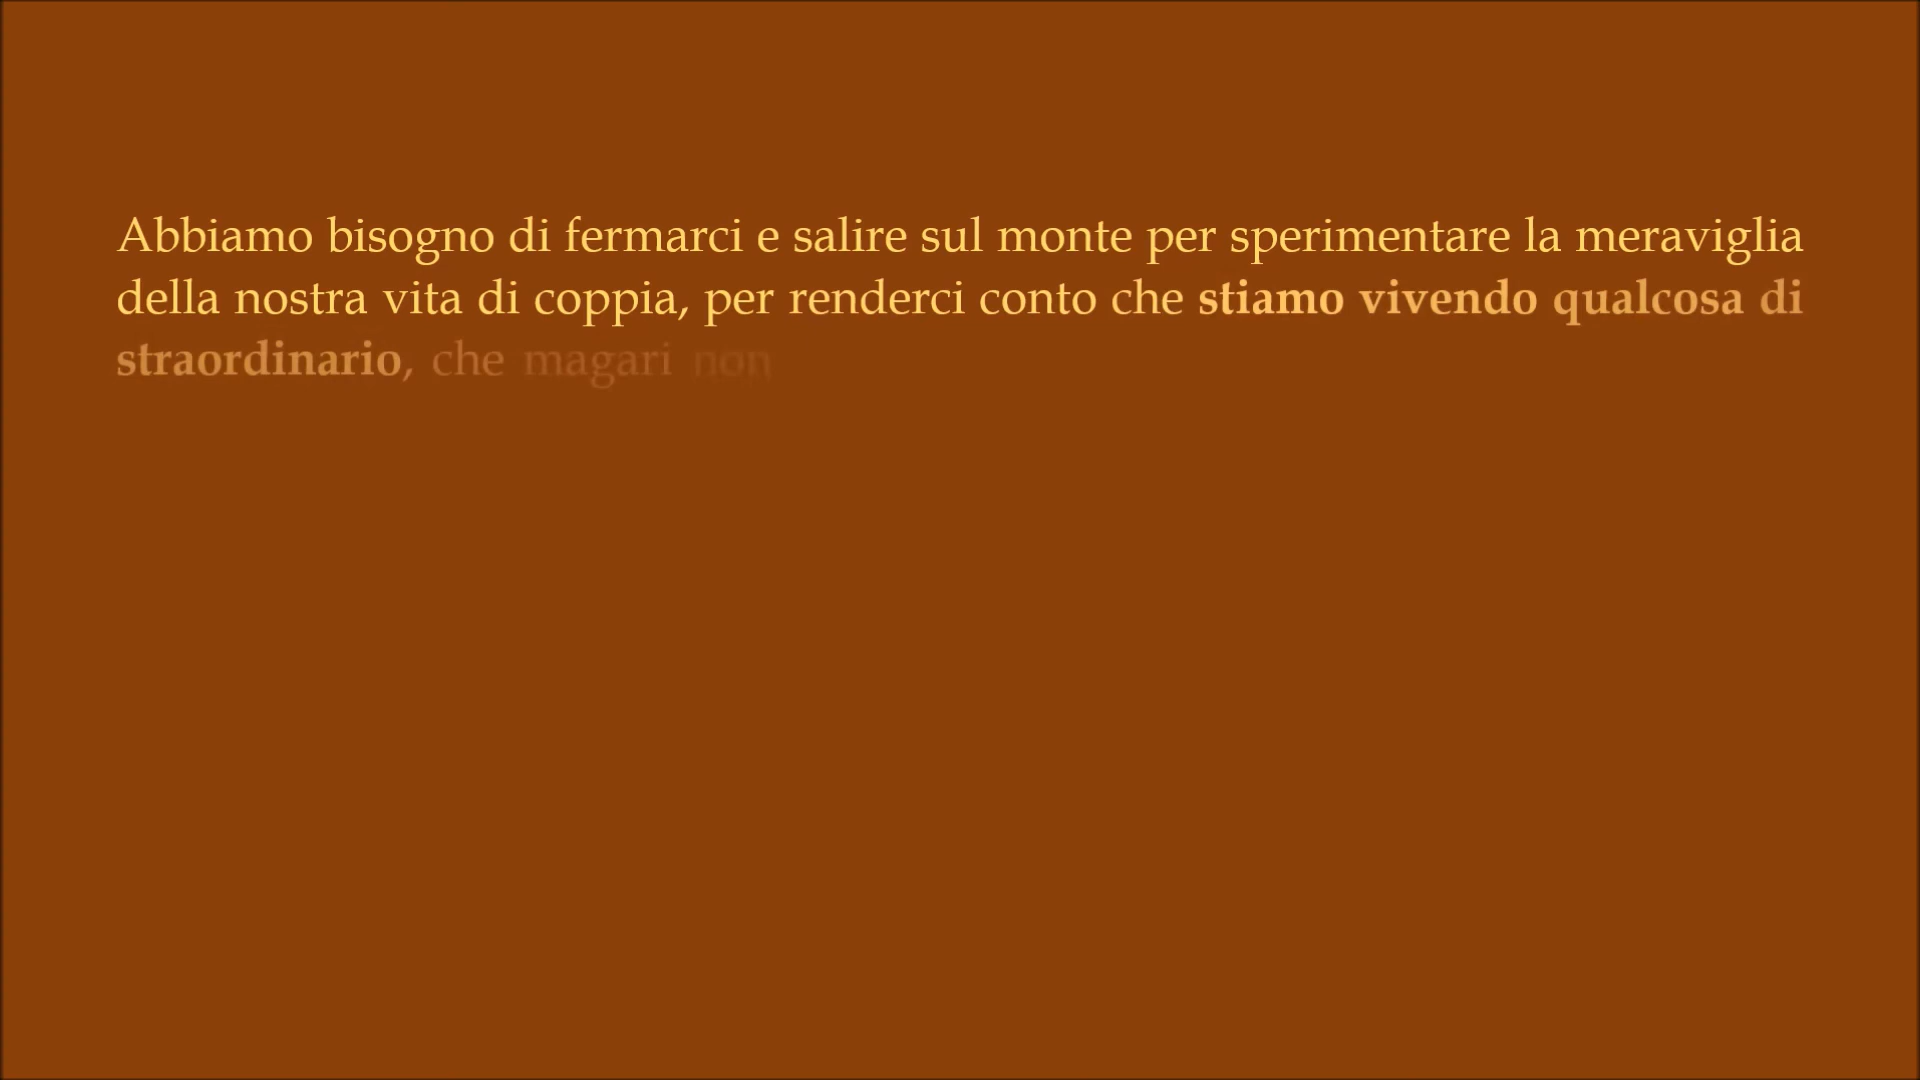 Abbiamo bisogno di fermarci e salire sul monte per sperimentare la meraviglia
della nostra vita di coppia, per renderci conto che stiamo vivendo qualcosa di
straordinario, che magari non